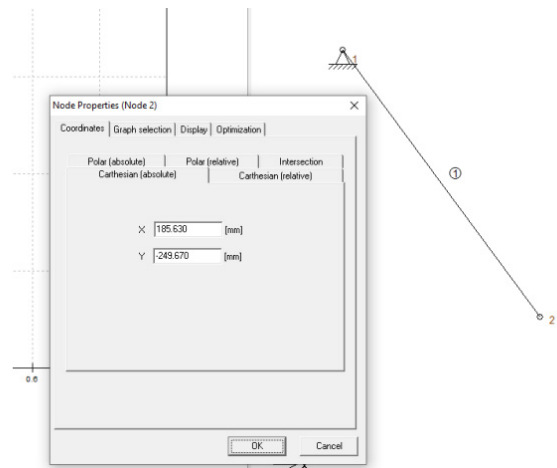 1
Node Properties (Node 2)
Coordinates Graph selection Display Optimization
Polar (absolute) Polar (relative) Intersection
Carthesian (absolute) Carthesian (relative)
1
X 185.630 [mm]
Y -249.670 [mm]
2
0.6
OK Cancel